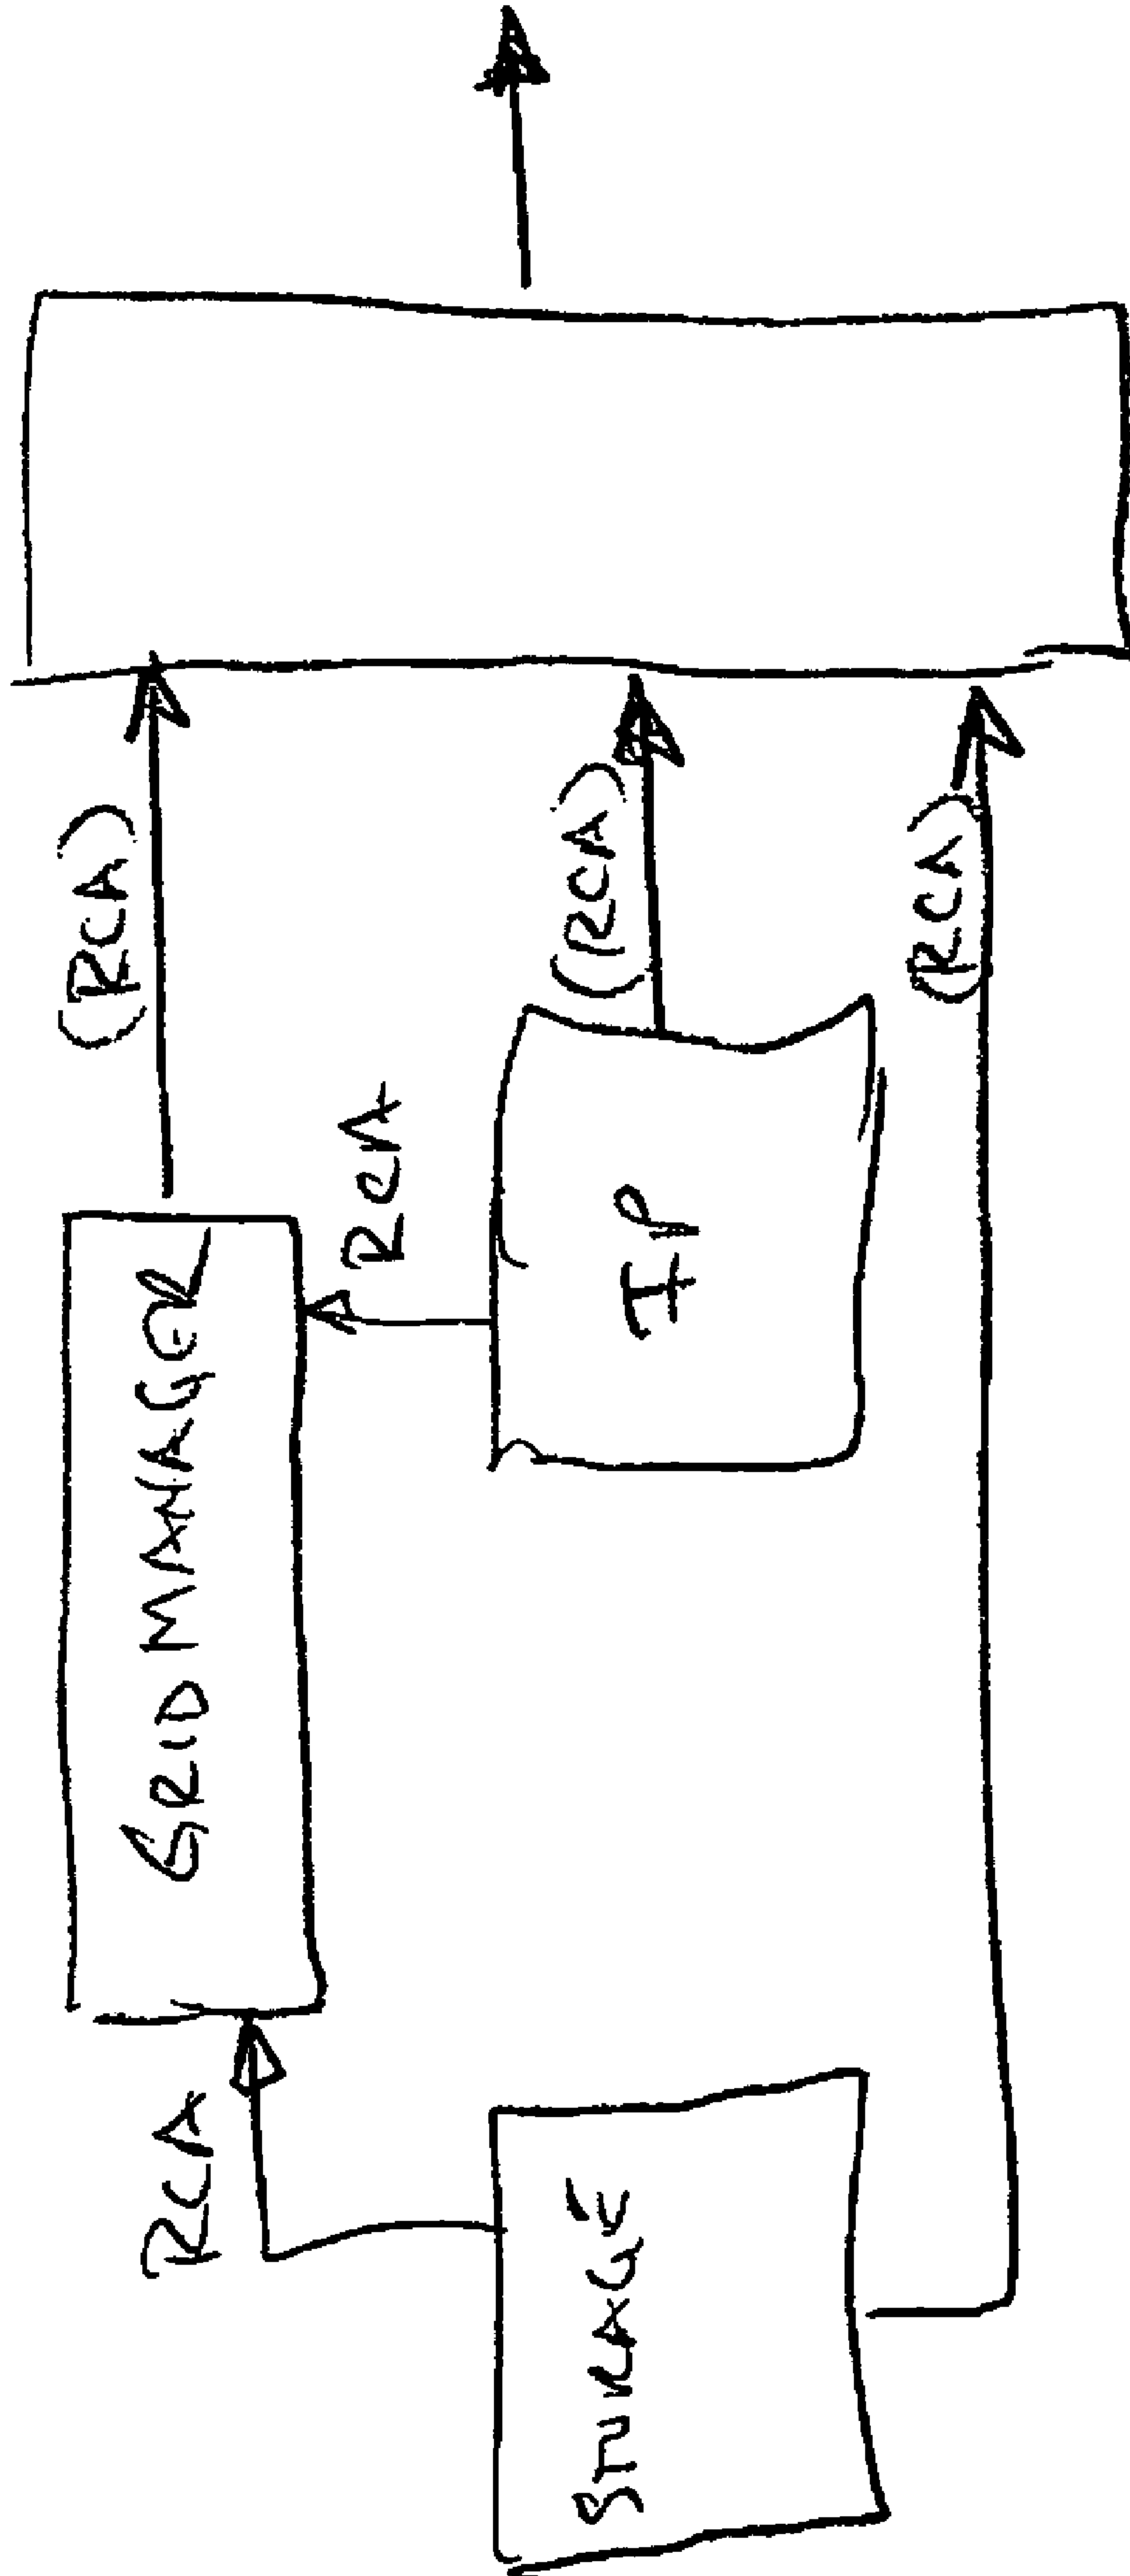 RCA
GRID MANAGER
(RCA)
RCA
(RCA)
STORAGE
IP
(RCA)